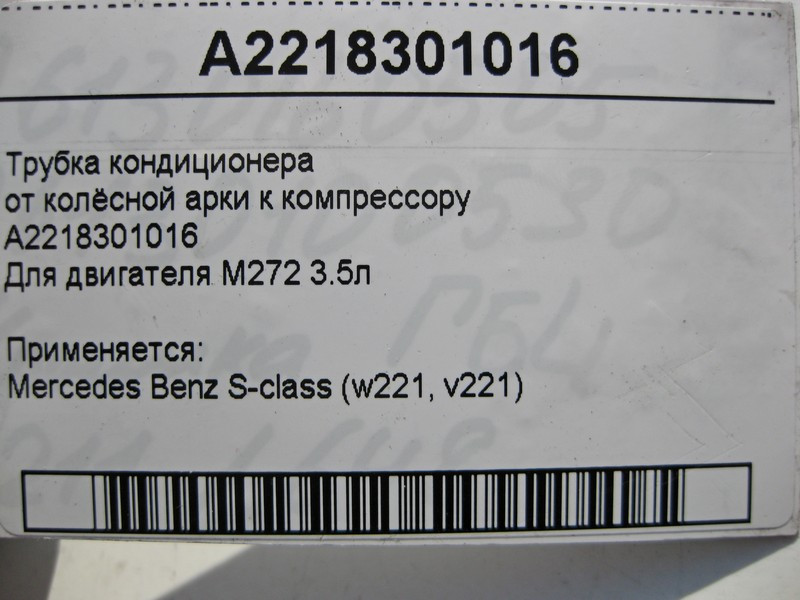 A2218301016
Трубка кондиционера
от колёсной арки к компрессору
A2218301016
Для двигателя M272 3.5л
Применяется:
Mercedes Benz S-class (w221, v221)